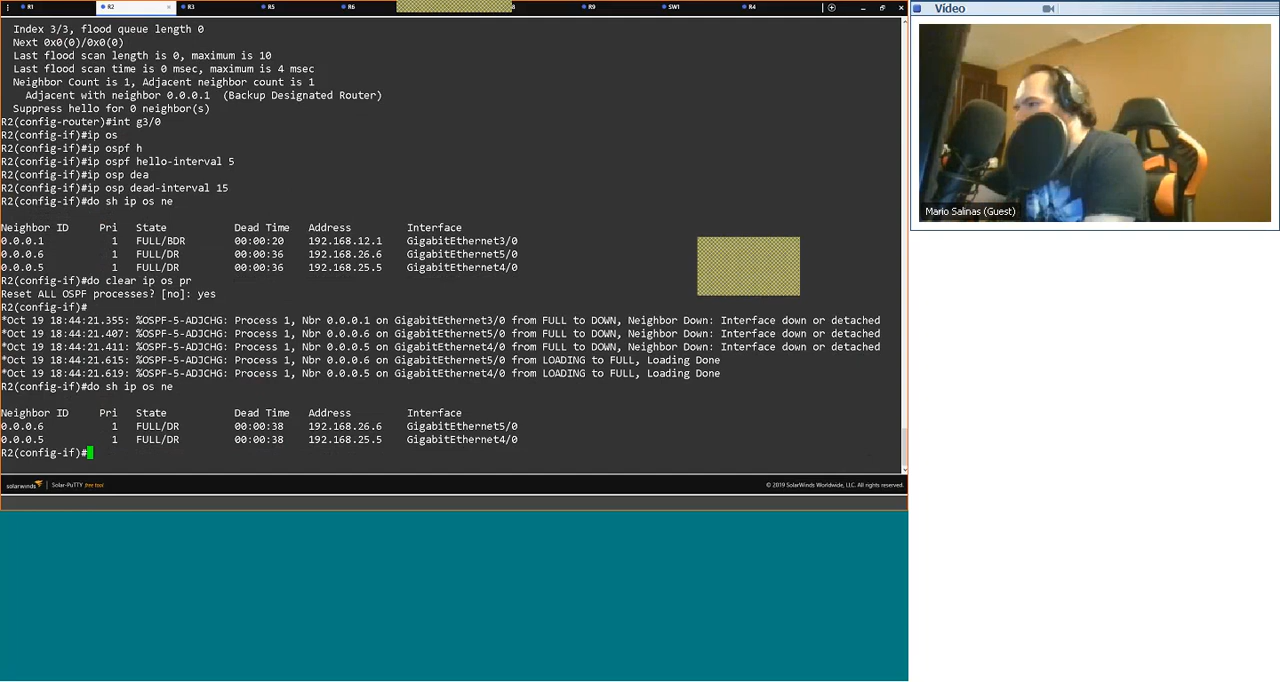 R1 R2 × R3 R5 R6 8 R9 SW1 R4
Index 3/3, flood queue length 0
Next 0x0(0)/0x0(0)
Last flood scan length is 0, maximum is 10
Last flood scan time is 0 msec, maximum is 4 msec
Neighbor Count is 1, Adjacent neighbor count is 1
Adjacent with neighbor 0.0.0.1  (Backup Designated Router)
Suppress hello for 0 neighbor(s)
R2(config-router)#int g3/0
R2(config-if)#ip os
R2(config-if)#ip ospf h
R2(config-if)#ip ospf hello-interval 5
R2(config-if)#ip osp dea
R2(config-if)#ip osp dead-interval 15
R2(config-if)#do sh ip os ne
Neighbor ID     Pri   State           Dead Time   Address         Interface
0.0.0.1           1   FULL/BDR        00:00:20    192.168.12.1    GigabitEthernet3/0
0.0.0.6           1   FULL/DR         00:00:36    192.168.26.6    GigabitEthernet5/0
0.0.0.5           1   FULL/DR         00:00:36    192.168.25.5    GigabitEthernet4/0
R2(config-if)#do clear ip os pr
Reset ALL OSPF processes? [no]: yes
R2(config-if)#
*Oct 19 18:44:21.355: %OSPF-5-ADJCHG: Process 1, Nbr 0.0.0.1 on GigabitEthernet3/0 from FULL to DOWN, Neighbor Down: Interface down or detached
*Oct 19 18:44:21.407: %OSPF-5-ADJCHG: Process 1, Nbr 0.0.0.6 on GigabitEthernet5/0 from FULL to DOWN, Neighbor Down: Interface down or detached
*Oct 19 18:44:21.411: %OSPF-5-ADJCHG: Process 1, Nbr 0.0.0.5 on GigabitEthernet4/0 from FULL to DOWN, Neighbor Down: Interface down or detached
*Oct 19 18:44:21.615: %OSPF-5-ADJCHG: Process 1, Nbr 0.0.0.6 on GigabitEthernet5/0 from LOADING to FULL, Loading Done
*Oct 19 18:44:21.619: %OSPF-5-ADJCHG: Process 1, Nbr 0.0.0.5 on GigabitEthernet4/0 from LOADING to FULL, Loading Done
R2(config-if)#do sh ip os ne
Neighbor ID     Pri   State           Dead Time   Address         Interface
0.0.0.6           1   FULL/DR         00:00:38    192.168.26.6    GigabitEthernet5/0
0.0.0.5           1   FULL/DR         00:00:38    192.168.25.5    GigabitEthernet4/0
R2(config-if)#
solarwinds | Solar-PuTTY free tool © 2019 SolarWinds Worldwide, LLC. All rights reserved.
Vídeo
Mario Salinas (Guest)